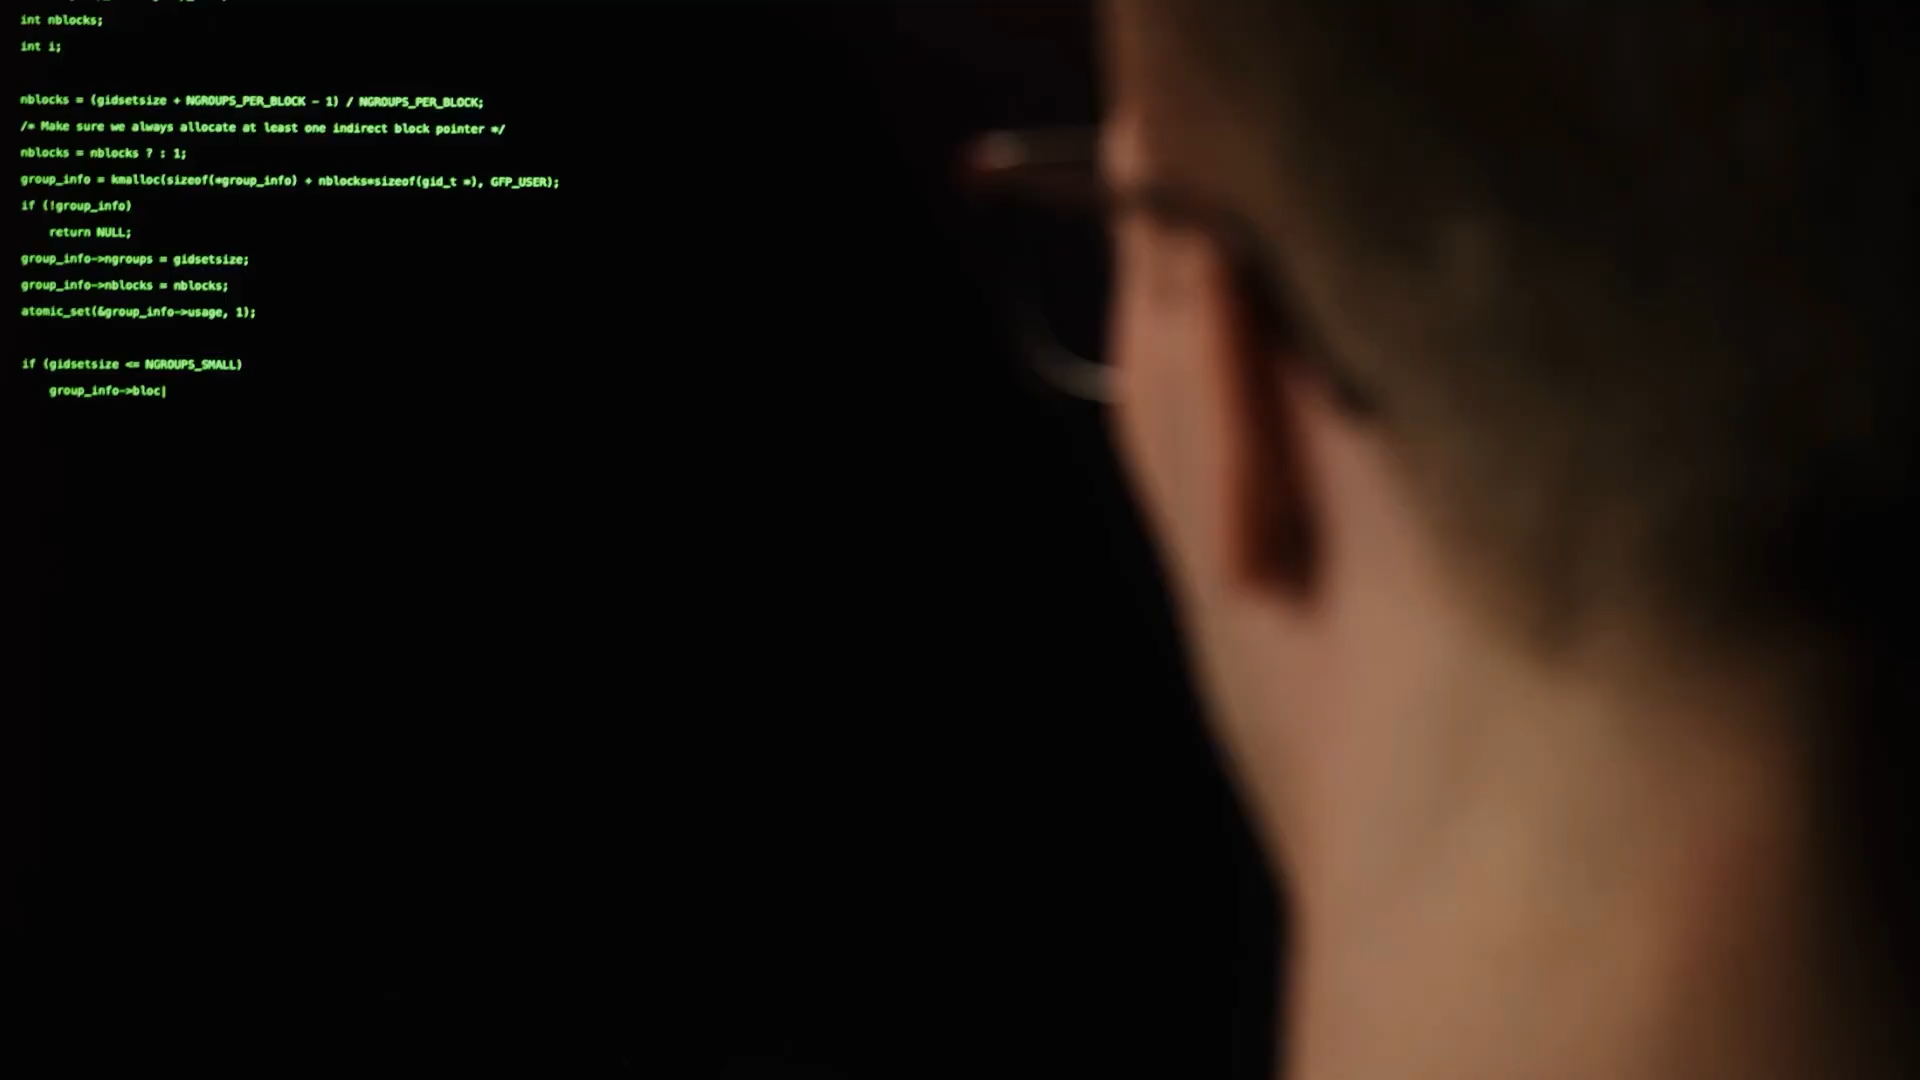 int nblocks;
int i;
nblocks = (gidsetsize + NGROUPS_PER_BLOCK - 1) / NGROUPS_PER_BLOCK;
/* Make sure we always allocate at least one indirect block pointer */
nblocks = nblocks ? : 1;
group_info = kmalloc(sizeof(*group_info) + nblocks*sizeof(gid_t *), GFP_USER);
if (!group_info)
return NULL;
group_info->ngroups = gidsetsize;
group_info->nblocks = nblocks;
atomic_set(&group_info->usage, 1);
if (gidsetsize <= NGROUPS_SMALL)
group_info->bloc|